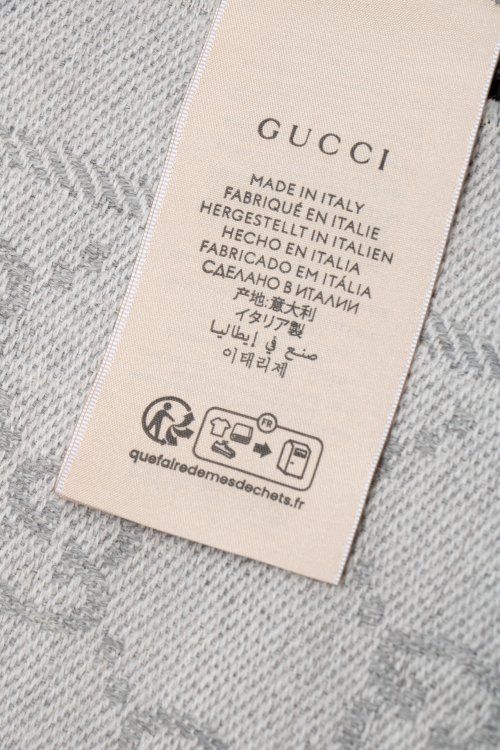 GUCCI
MADE IN ITALY
FABRIQUÉ EN ITALIE
HERGESTELLT IN ITALIEN
HECHO EN ITALIA
FABRICADO EM ITÁLIA
СДЕЛАНО В ИТАЛИИ
产地:意大利
イタリア製
صنع في إيطاليا
이태리제
FR
quefairedemesdechets.fr